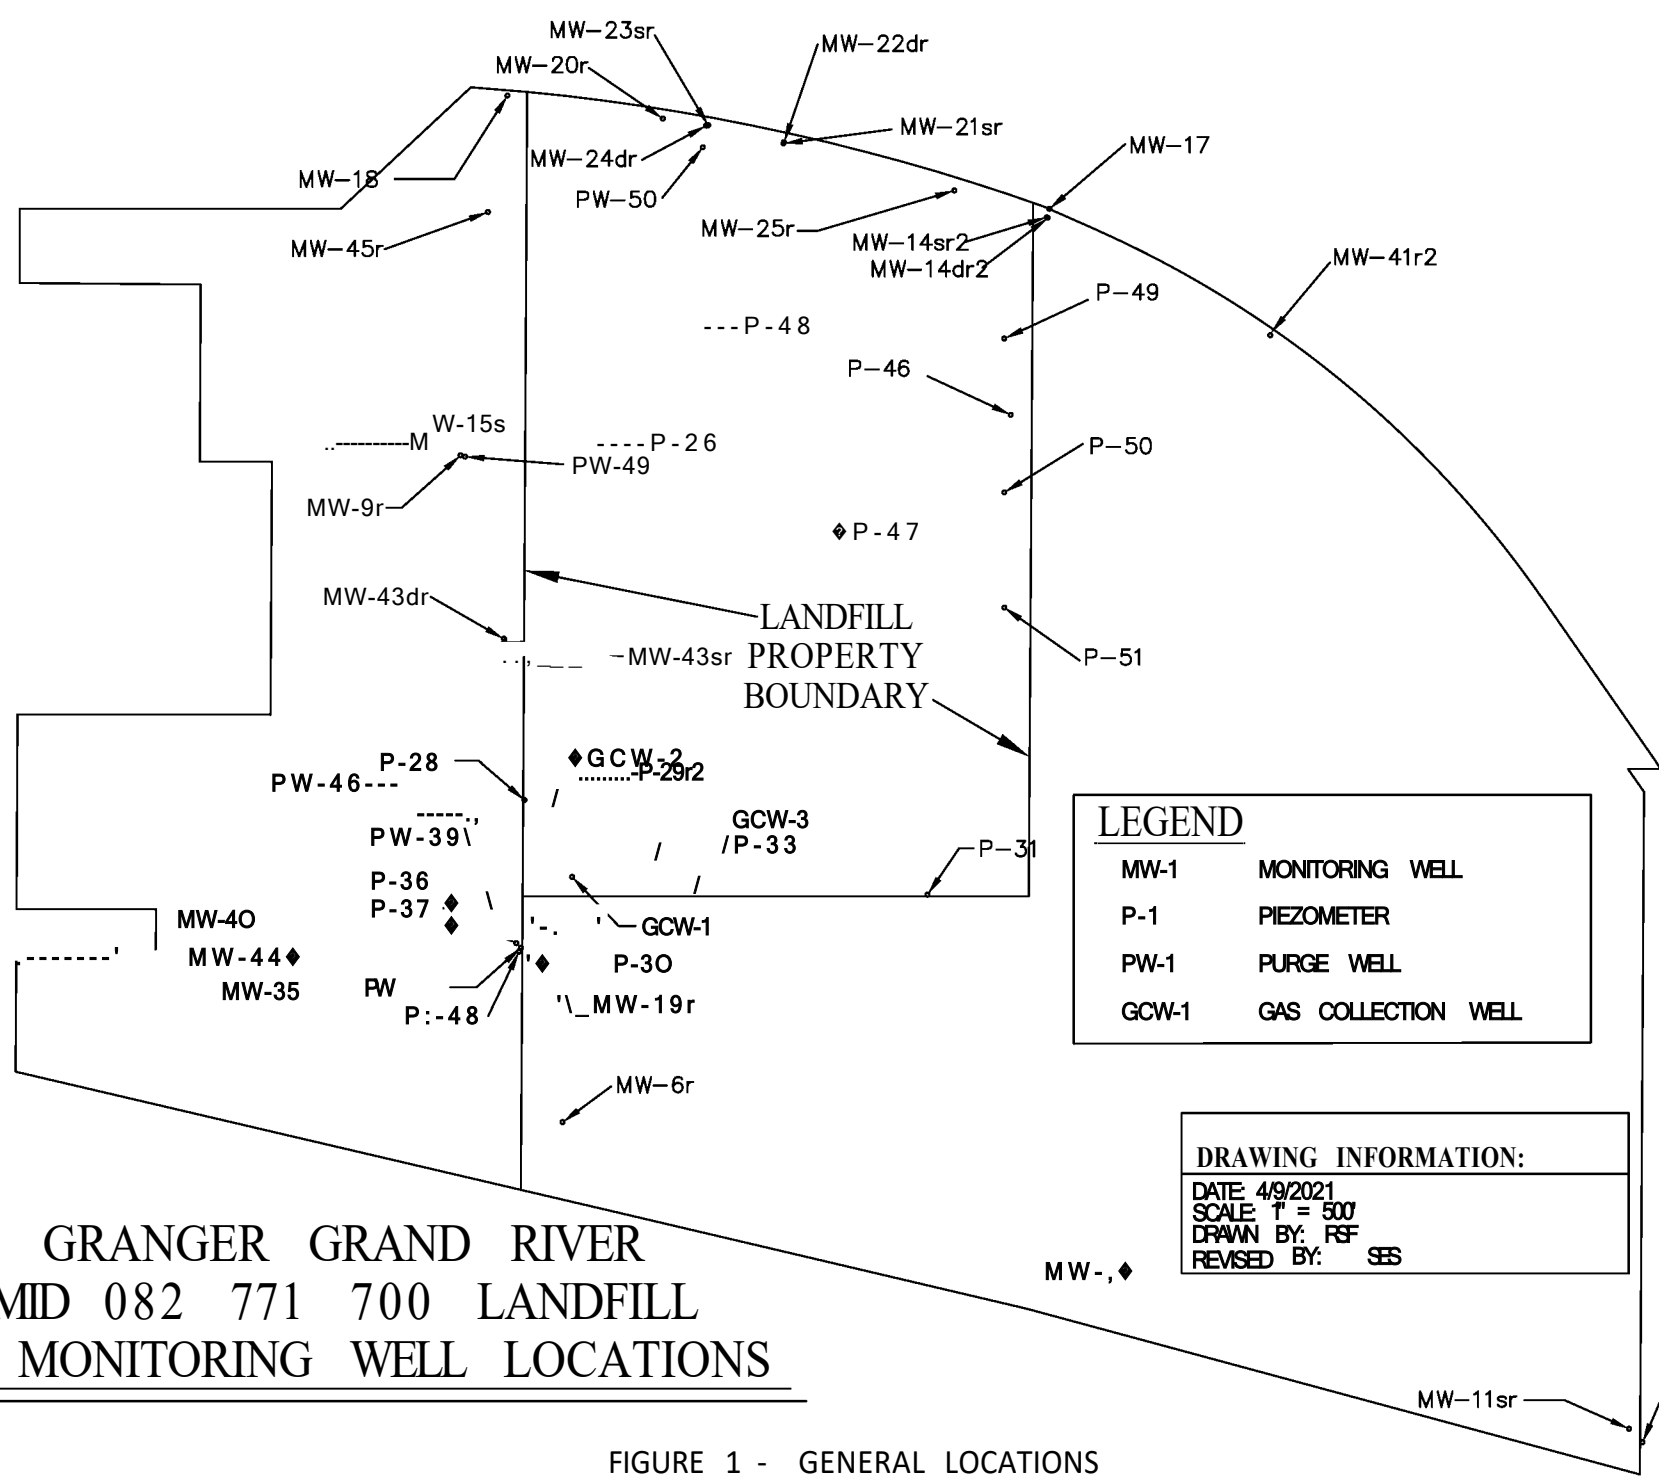 MW-23sr
MW-22dr
MW-20r
MW-21sr
MW-17
MW-24dr
MW-18
PW-50
MW-25r
MW-14sr2
MW-45r
MW-14dr2
MW-41r2
P-49
---P-48
P-46
W-15s
..----------M
----P-26
P-50
PW-49
MW-9r
P-47
MW-43dr
LANDFILL
MW-43sr PROPERTY
P-51
BOUNDARY
P-28
GCW-2
PW-46---
P-29r2
GCW-3
PW-39\
/P-33
P-31
P-36
P-37
MW-40
GCW-1
MW-44
P-30
MW-35
PW
P:-48
'\_MW-19r
MW-6r
LEGEND
MW-1 MONITORING WELL
P-1 PIEZOMETER
PW-1 PURGE WELL
GCW-1 GAS COLLECTION WELL
DRAWING INFORMATION:
DATE: 4/9/2021
SCALE: 1" = 500'
DRAWN BY: RSF
REVISED BY: SES
MW-,
GRANGER GRAND RIVER
MID 082 771 700 LANDFILL
MONITORING WELL LOCATIONS
MW-11sr
FIGURE 1 - GENERAL LOCATIONS